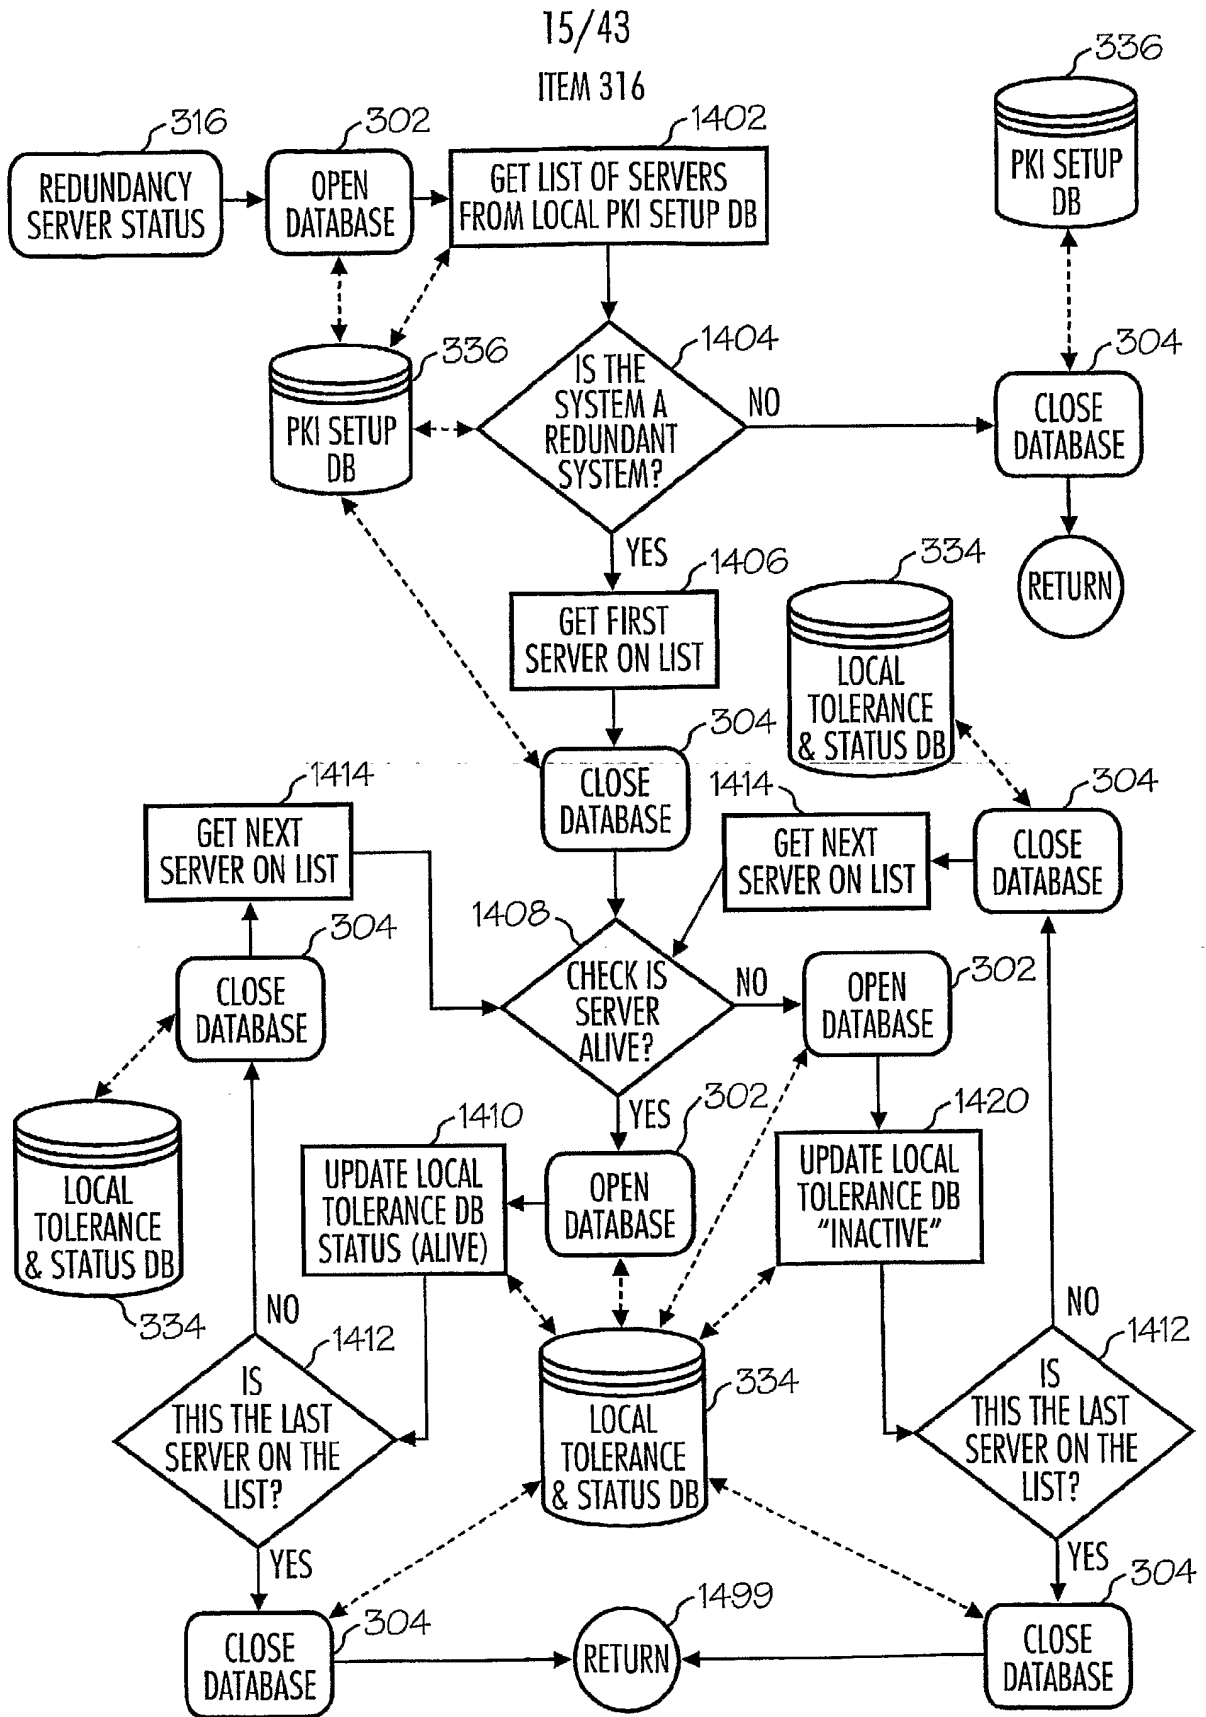 15/43
ITEM 316
316
REDUNDANCY
SERVER STATUS
302
OPEN
DATABASE
1402
GET LIST OF SERVERS
FROM LOCAL PKI SETUP DB
336
PKI SETUP
DB
336
PKI SETUP
DB
1404
IS THE
SYSTEM A
REDUNDANT
SYSTEM?
NO
304
CLOSE
DATABASE
RETURN
YES
1406
GET FIRST
SERVER ON LIST
334
LOCAL
TOLERANCE
& STATUS DB
304
CLOSE
DATABASE
1414
GET NEXT
SERVER ON LIST
1414
GET NEXT
SERVER ON LIST
304
CLOSE
DATABASE
304
CLOSE
DATABASE
1408
CHECK IS
SERVER
ALIVE?
NO
302
OPEN
DATABASE
YES
302
OPEN
DATABASE
1410
UPDATE LOCAL
TOLERANCE DB
STATUS (ALIVE)
1420
UPDATE LOCAL
TOLERANCE DB
"INACTIVE"
LOCAL
TOLERANCE
& STATUS DB
334
NO
1412
IS
THIS THE LAST
SERVER ON THE
LIST?
334
LOCAL
TOLERANCE
& STATUS DB
NO
1412
IS
THIS THE LAST
SERVER ON THE
LIST?
YES
304
CLOSE
DATABASE
1499
RETURN
YES
304
CLOSE
DATABASE